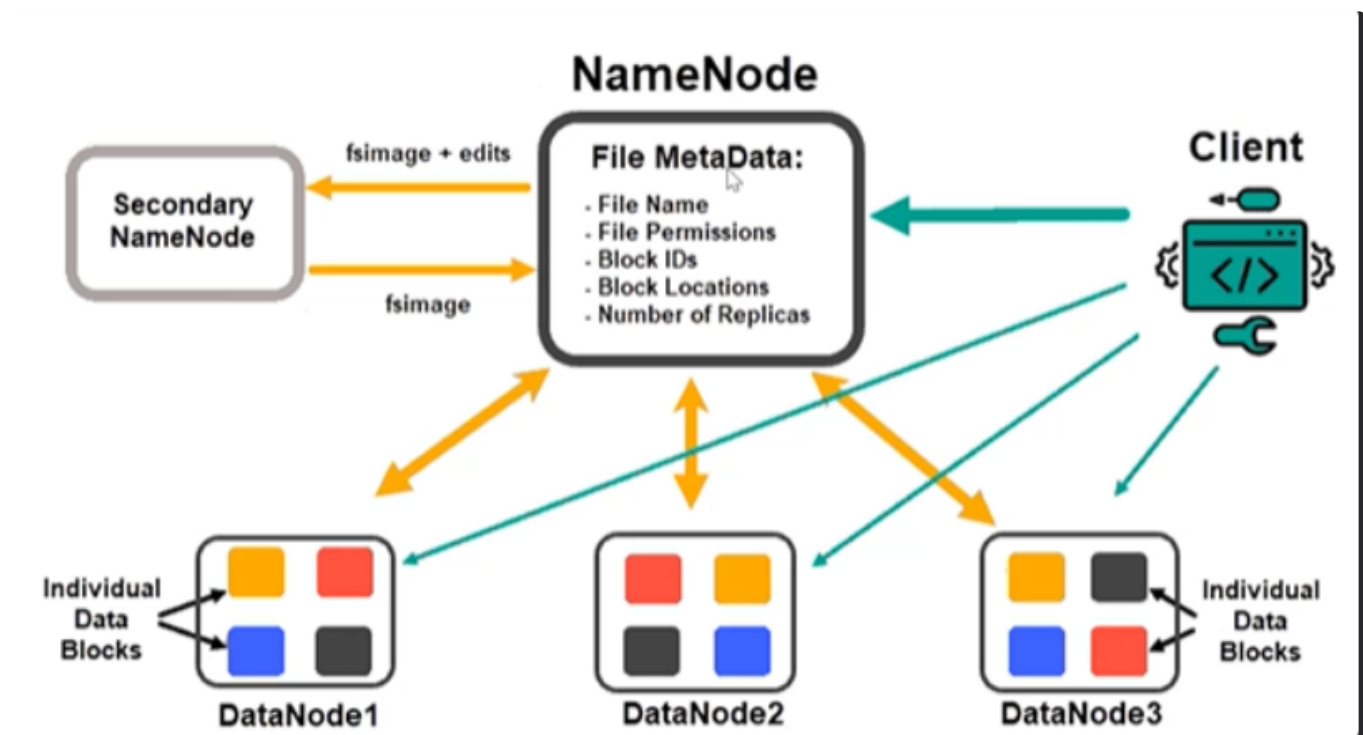 NameNode
fsimage + edits
File MetaData:
Client
Secondary
NameNode
- File Name
- File Permissions
- Block IDs
- Block Locations
- Number of Replicas
</>
fsimage
Individual
Data
Blocks
Individual
Data
Blocks
DataNode1
DataNode2
DataNode3